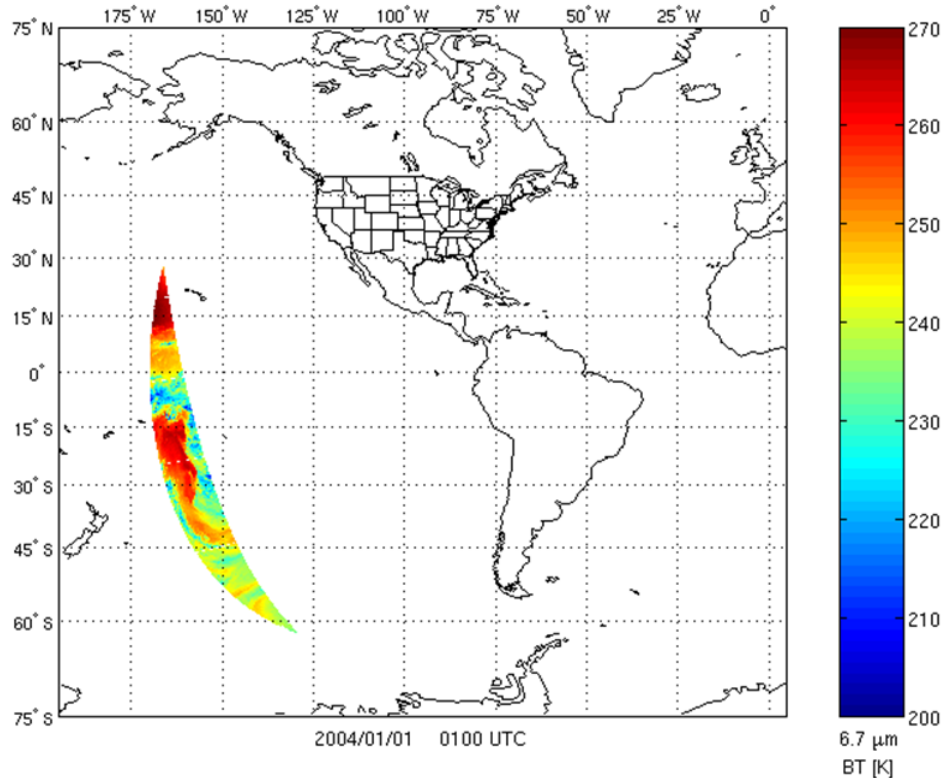 175° W 150° W 125° W 100° W 75° W 50° W 25° W 0°
75° N
60° N
45° N
30° N
15° N
0°
15° S
30° S
45° S
60° S
75° S
270
260
250
240
230
220
210
200
2004/01/01 0100 UTC
6.7 μm
BT [K]